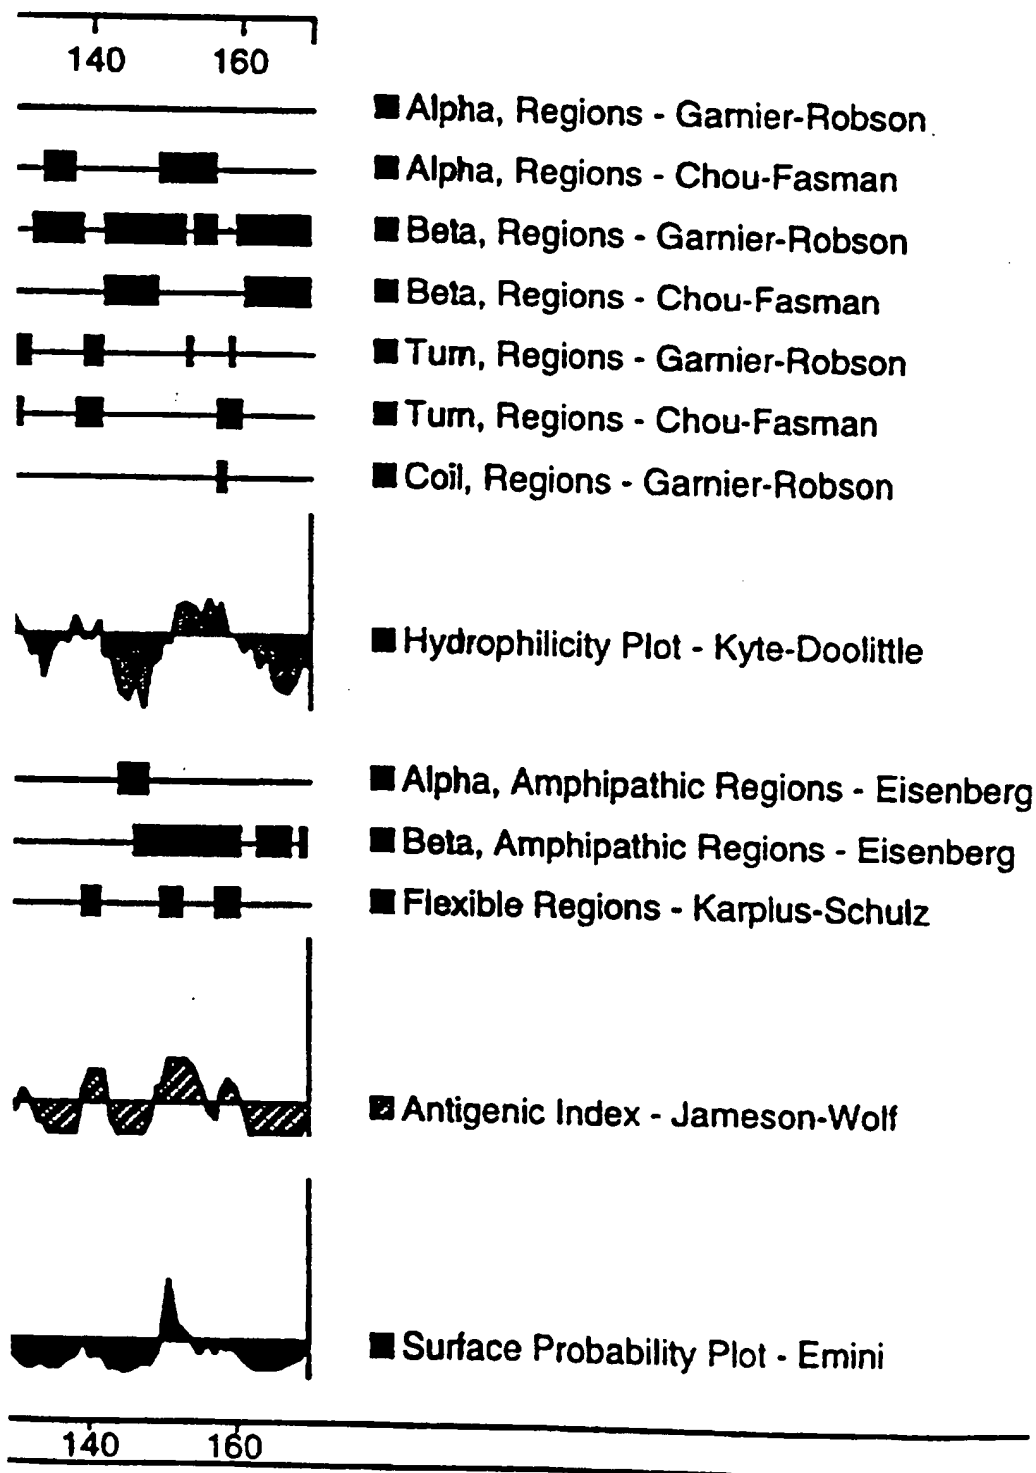 140 160
Alpha, Regions - Garnier-Robson
Alpha, Regions - Chou-Fasman
Beta, Regions - Garnier-Robson
Beta, Regions - Chou-Fasman
Turn, Regions - Garnier-Robson
Turn, Regions - Chou-Fasman
Coil, Regions - Garnier-Robson
Hydrophilicity Plot - Kyte-Doolittle
Alpha, Amphipathic Regions - Eisenberg
Beta, Amphipathic Regions - Eisenberg
Flexible Regions - Karplus-Schulz
Antigenic Index - Jameson-Wolf
Surface Probability Plot - Emini
140 160